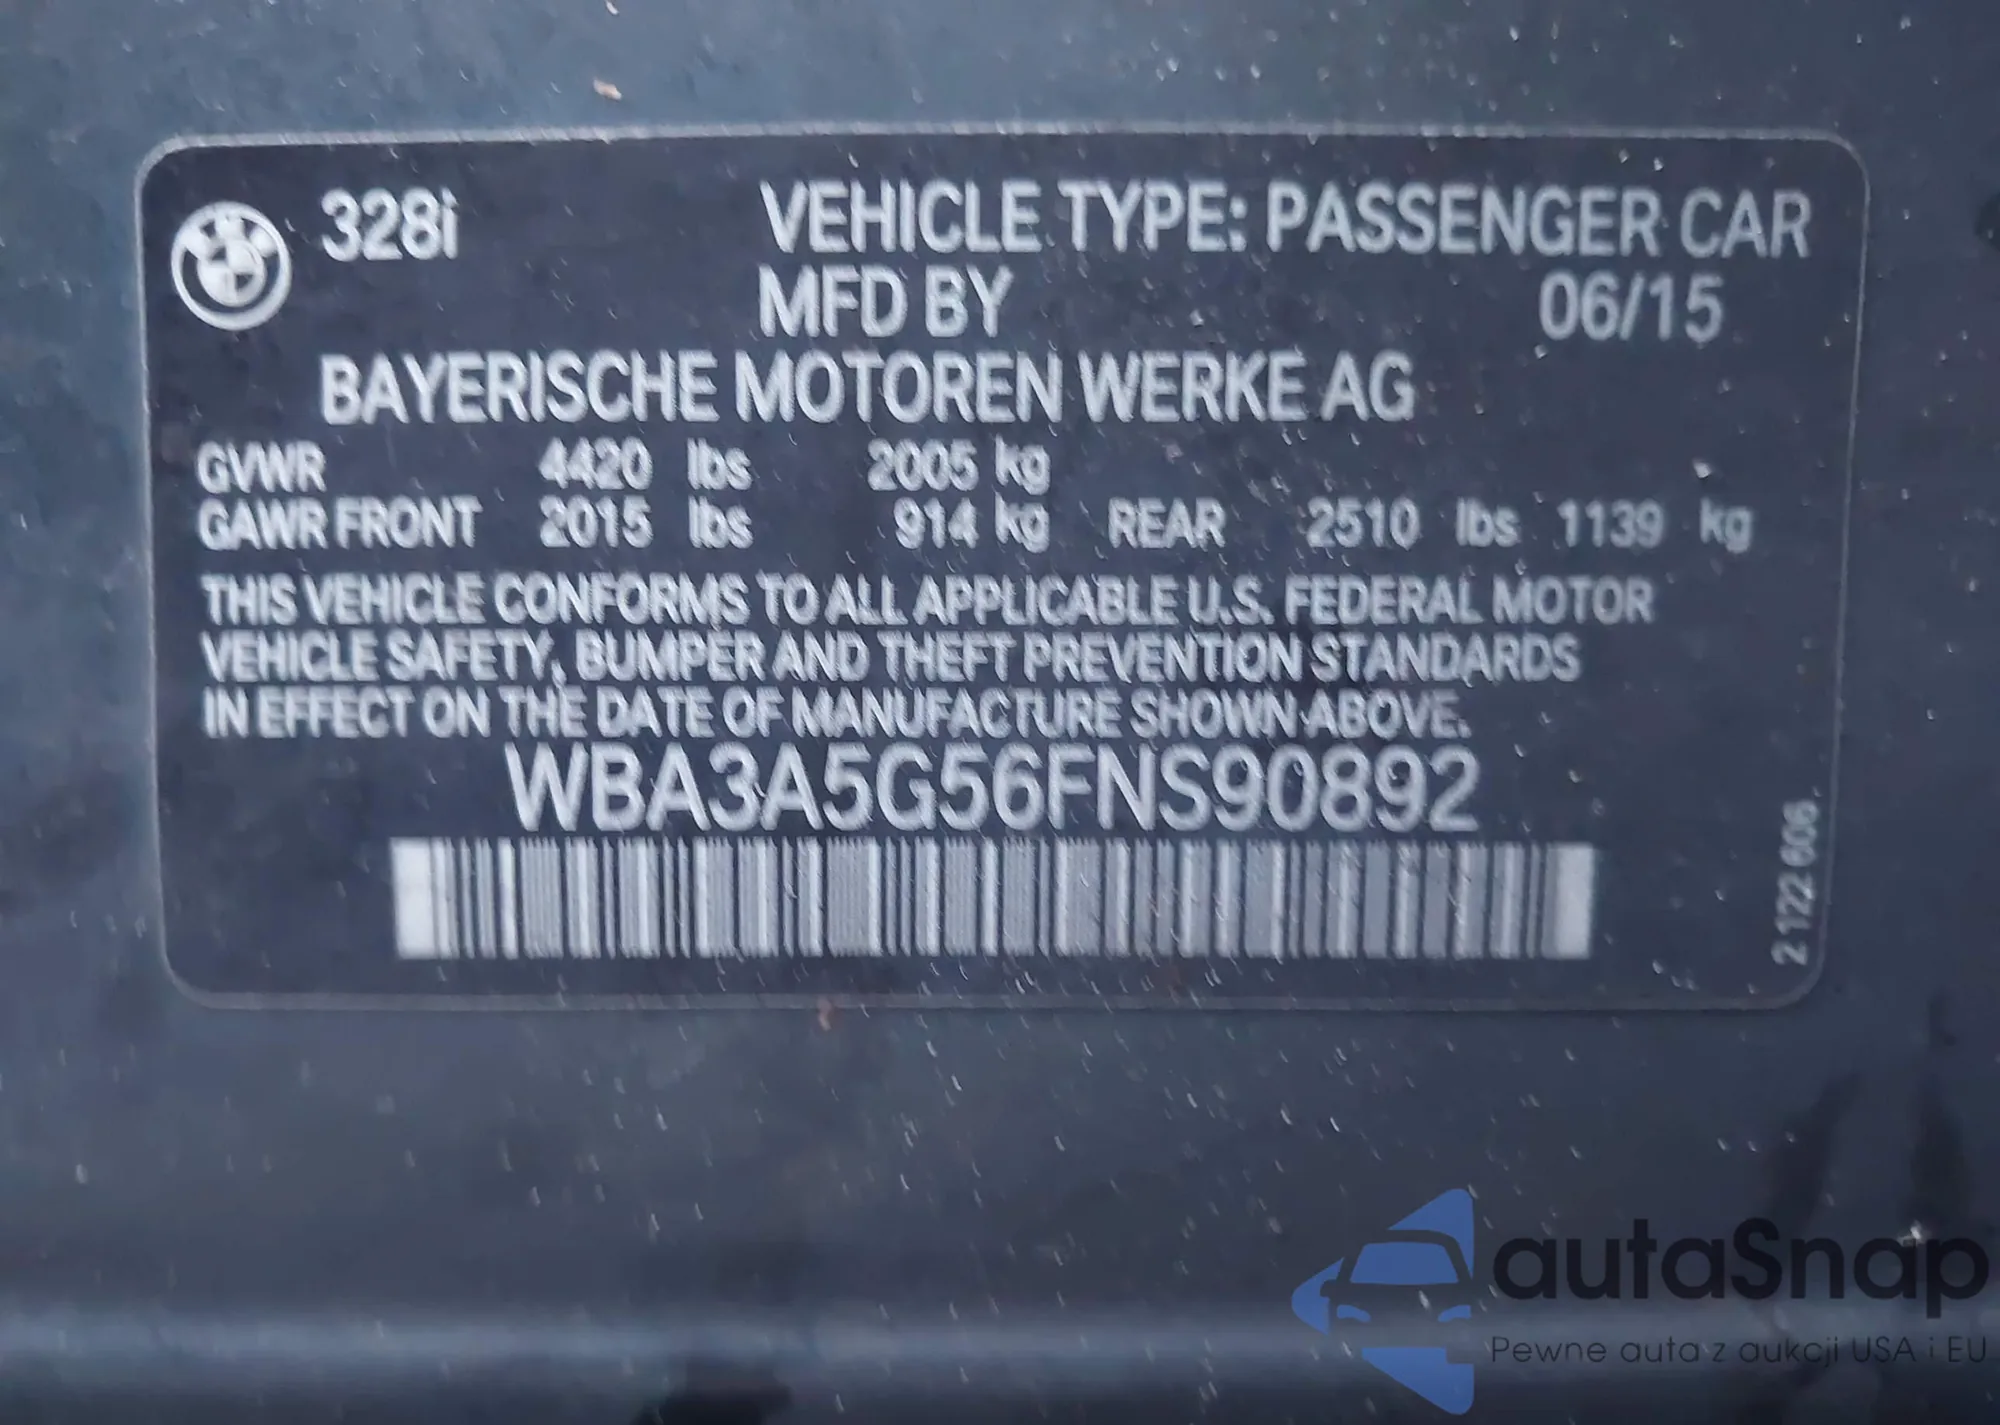 328i VEHICLE TYPE: PASSENGER CAR
MFD BY 06/15
BAYERISCHE MOTOREN WERKE AG
GVWR 4420 lbs 2005 kg
GAWR FRONT 2015 lbs 914 kg REAR 2510 lbs 1139 kg
THIS VEHICLE CONFORMS TO ALL APPLICABLE U.S. FEDERAL MOTOR
VEHICLE SAFETY, BUMPER AND THEFT PREVENTION STANDARDS
IN EFFECT ON THE DATE OF MANUFACTURE SHOWN ABOVE.
WBA3A5G56FNS90892
2 122 606
autaSnap
Pewne auta z aukcji USA i EU